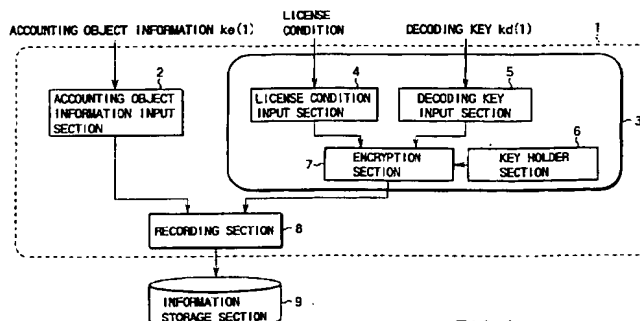 ACCOUNTING OBJECT INFORMATION ke(1)
LICENSE
CONDITION
DECODING KEY kd(1)
1
2
ACCOUNTING OBJECT
INFORMATION INPUT
SECTION
4
LICENSE CONDITION
INPUT SECTION
5
DECODING KEY
INPUT SECTION
3
6
KEY HOLDER
SECTION
7
ENCRYPTION
SECTION
RECORDING SECTION
8
INFORMATION
STORAGE SECTION
9